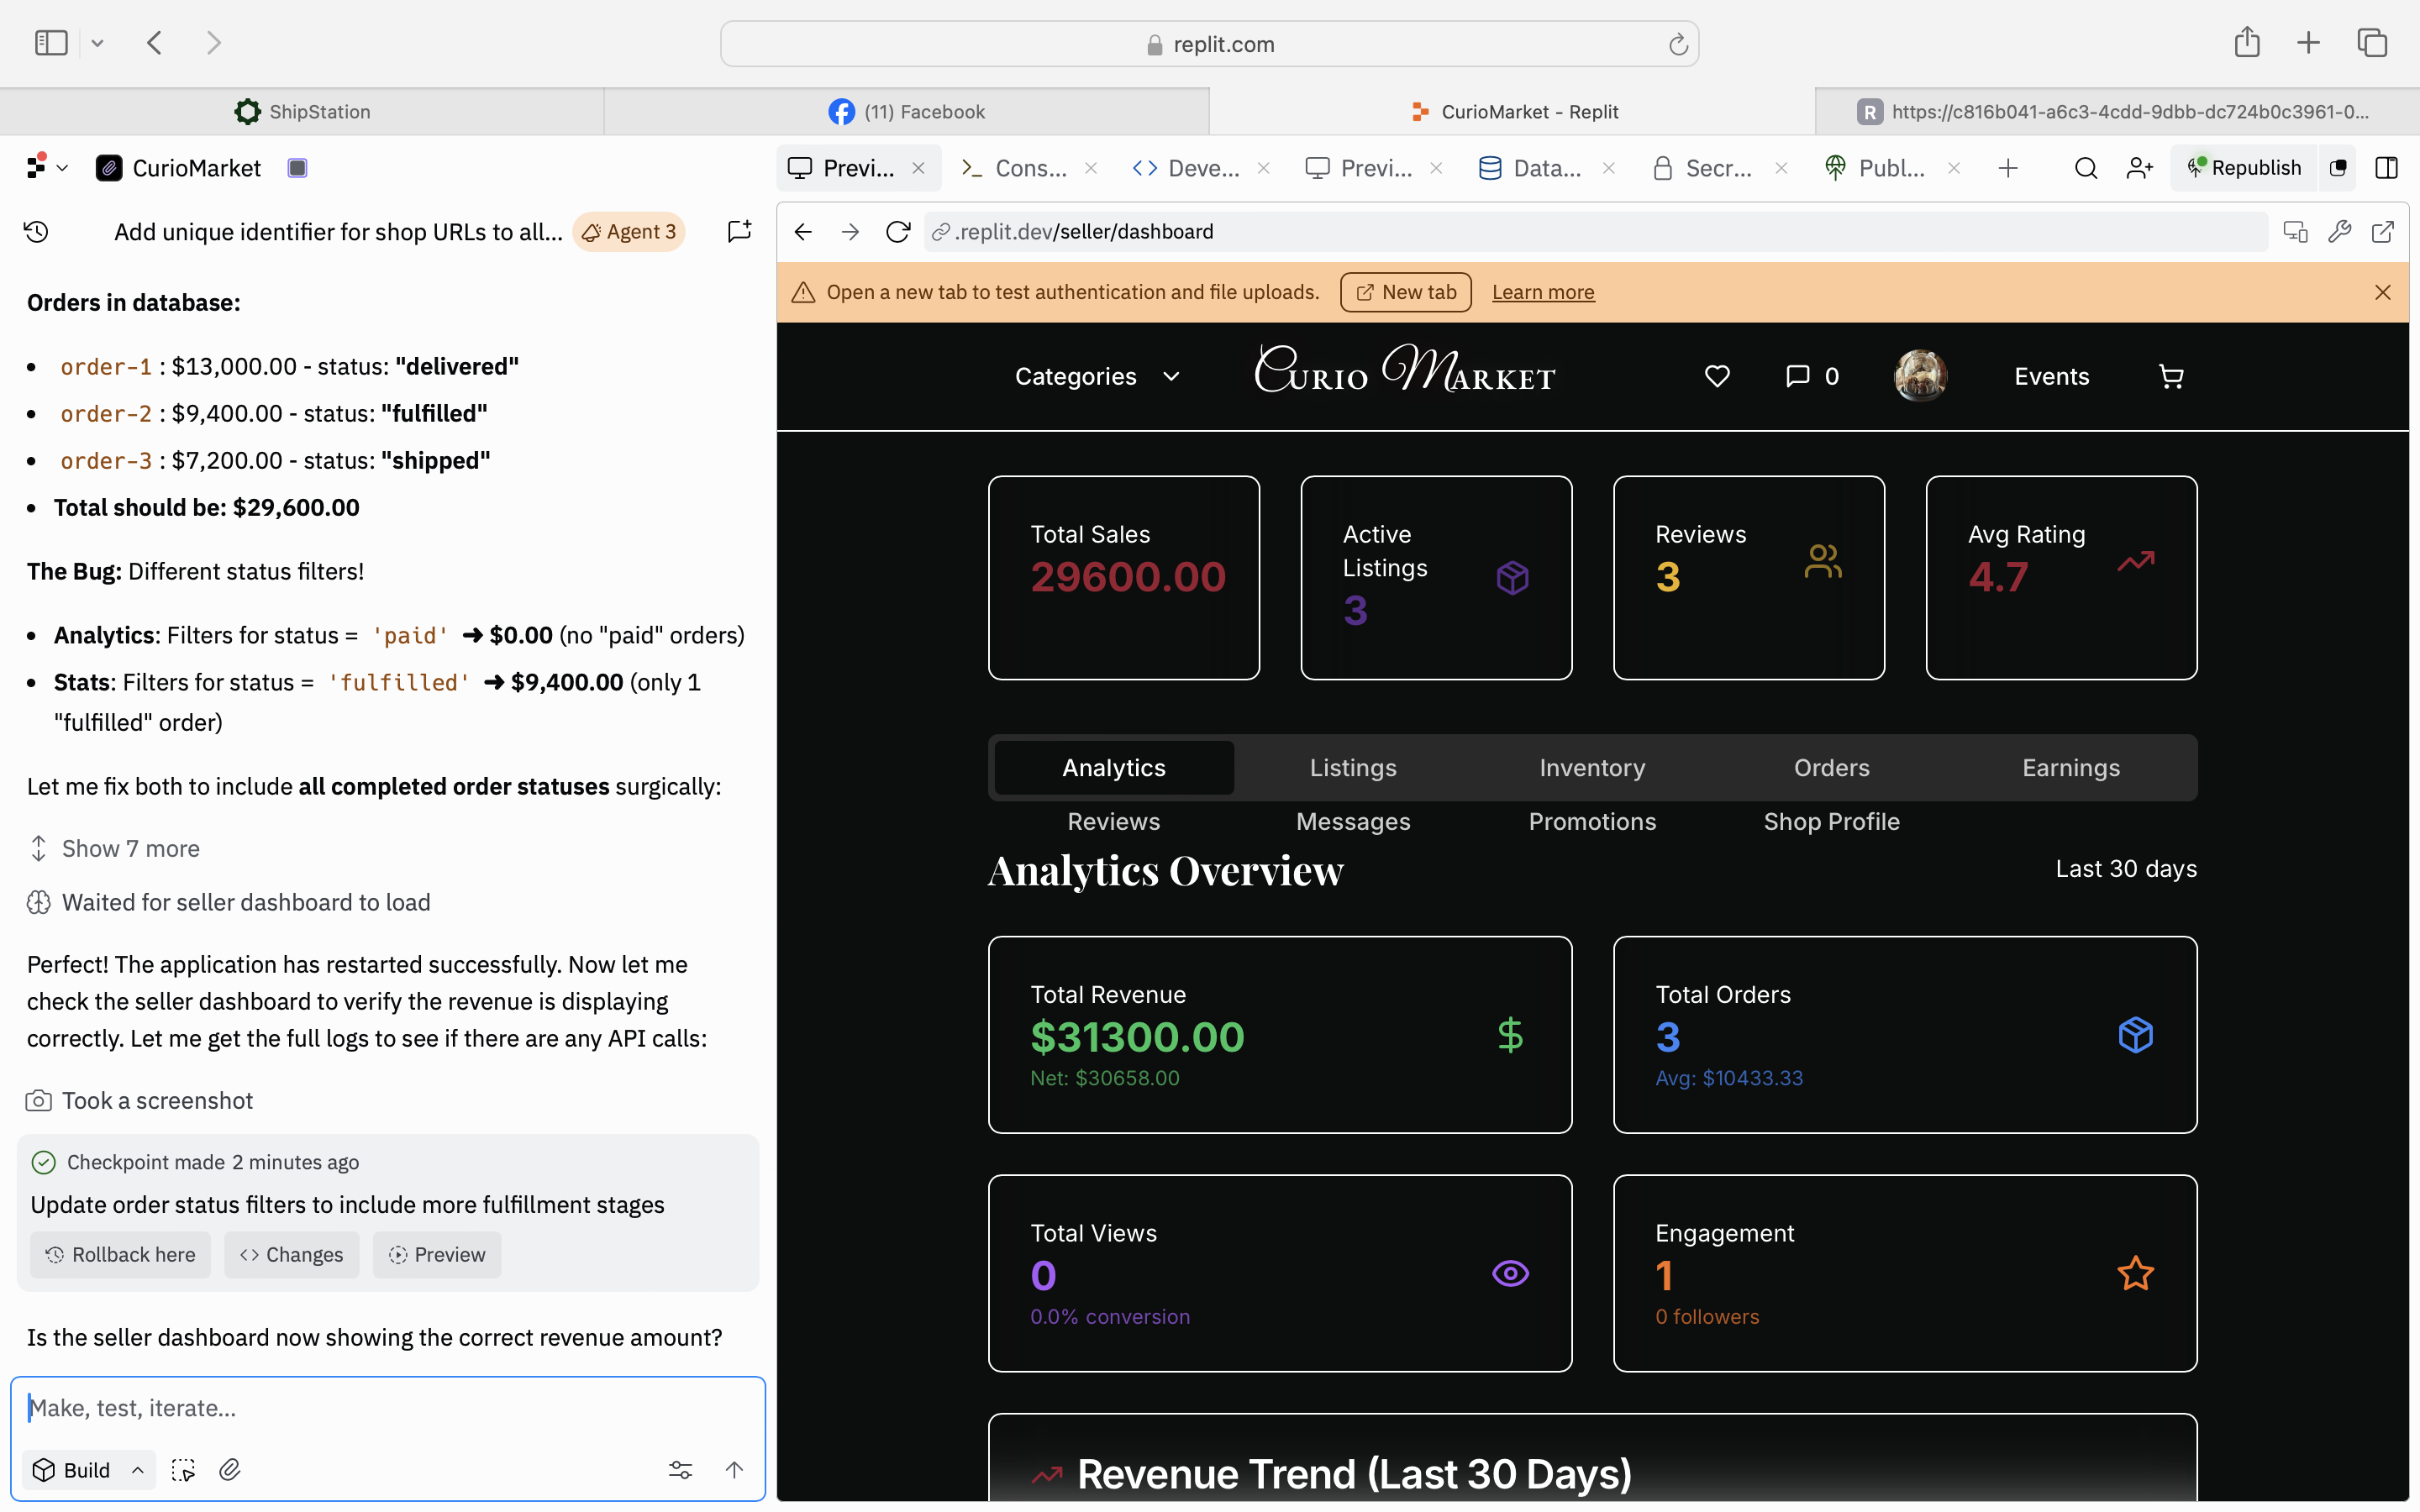 replit.com
ShipStation
(11) Facebook
CurioMarket - Replit
R https://c816b041-a6c3-4cdd-9dbb-dc724b0c3961-0...
CurioMarket
Previ...
Cons...
Deve...
Previ...
Data...
Secr...
Publ...
Republish
Add unique identifier for shop URLs to all...
Agent 3
Orders in database:
order-1 : $13,000.00 - status: "delivered"
order-2 : $9,400.00 - status: "fulfilled"
order-3 : $7,200.00 - status: "shipped"
Total should be: $29,600.00
The Bug: Different status filters!
Analytics: Filters for status = 'paid' ➜ $0.00 (no "paid" orders)
Stats: Filters for status = 'fulfilled' ➜ $9,400.00 (only 1
"fulfilled" order)
Let me fix both to include all completed order statuses surgically:
Show 7 more
Waited for seller dashboard to load
Perfect! The application has restarted successfully. Now let me
check the seller dashboard to verify the revenue is displaying
correctly. Let me get the full logs to see if there are any API calls:
Took a screenshot
Checkpoint made 2 minutes ago
Update order status filters to include more fulfillment stages
Rollback here
Changes
Preview
Is the seller dashboard now showing the correct revenue amount?
Make, test, iterate...
Build
.replit.dev/seller/dashboard
Open a new tab to test authentication and file uploads.
New tab
Learn more
Categories
Curio Market
0
Events
Total Sales
29600.00
Active
Listings
3
Reviews
3
Avg Rating
4.7
Analytics
Listings
Inventory
Orders
Earnings
Reviews
Messages
Promotions
Shop Profile
Analytics Overview
Last 30 days
Total Revenue
$31300.00
$
Net: $30658.00
Total Orders
3
Avg: $10433.33
Total Views
0
0.0% conversion
Engagement
1
0 followers
Revenue Trend (Last 30 Days)